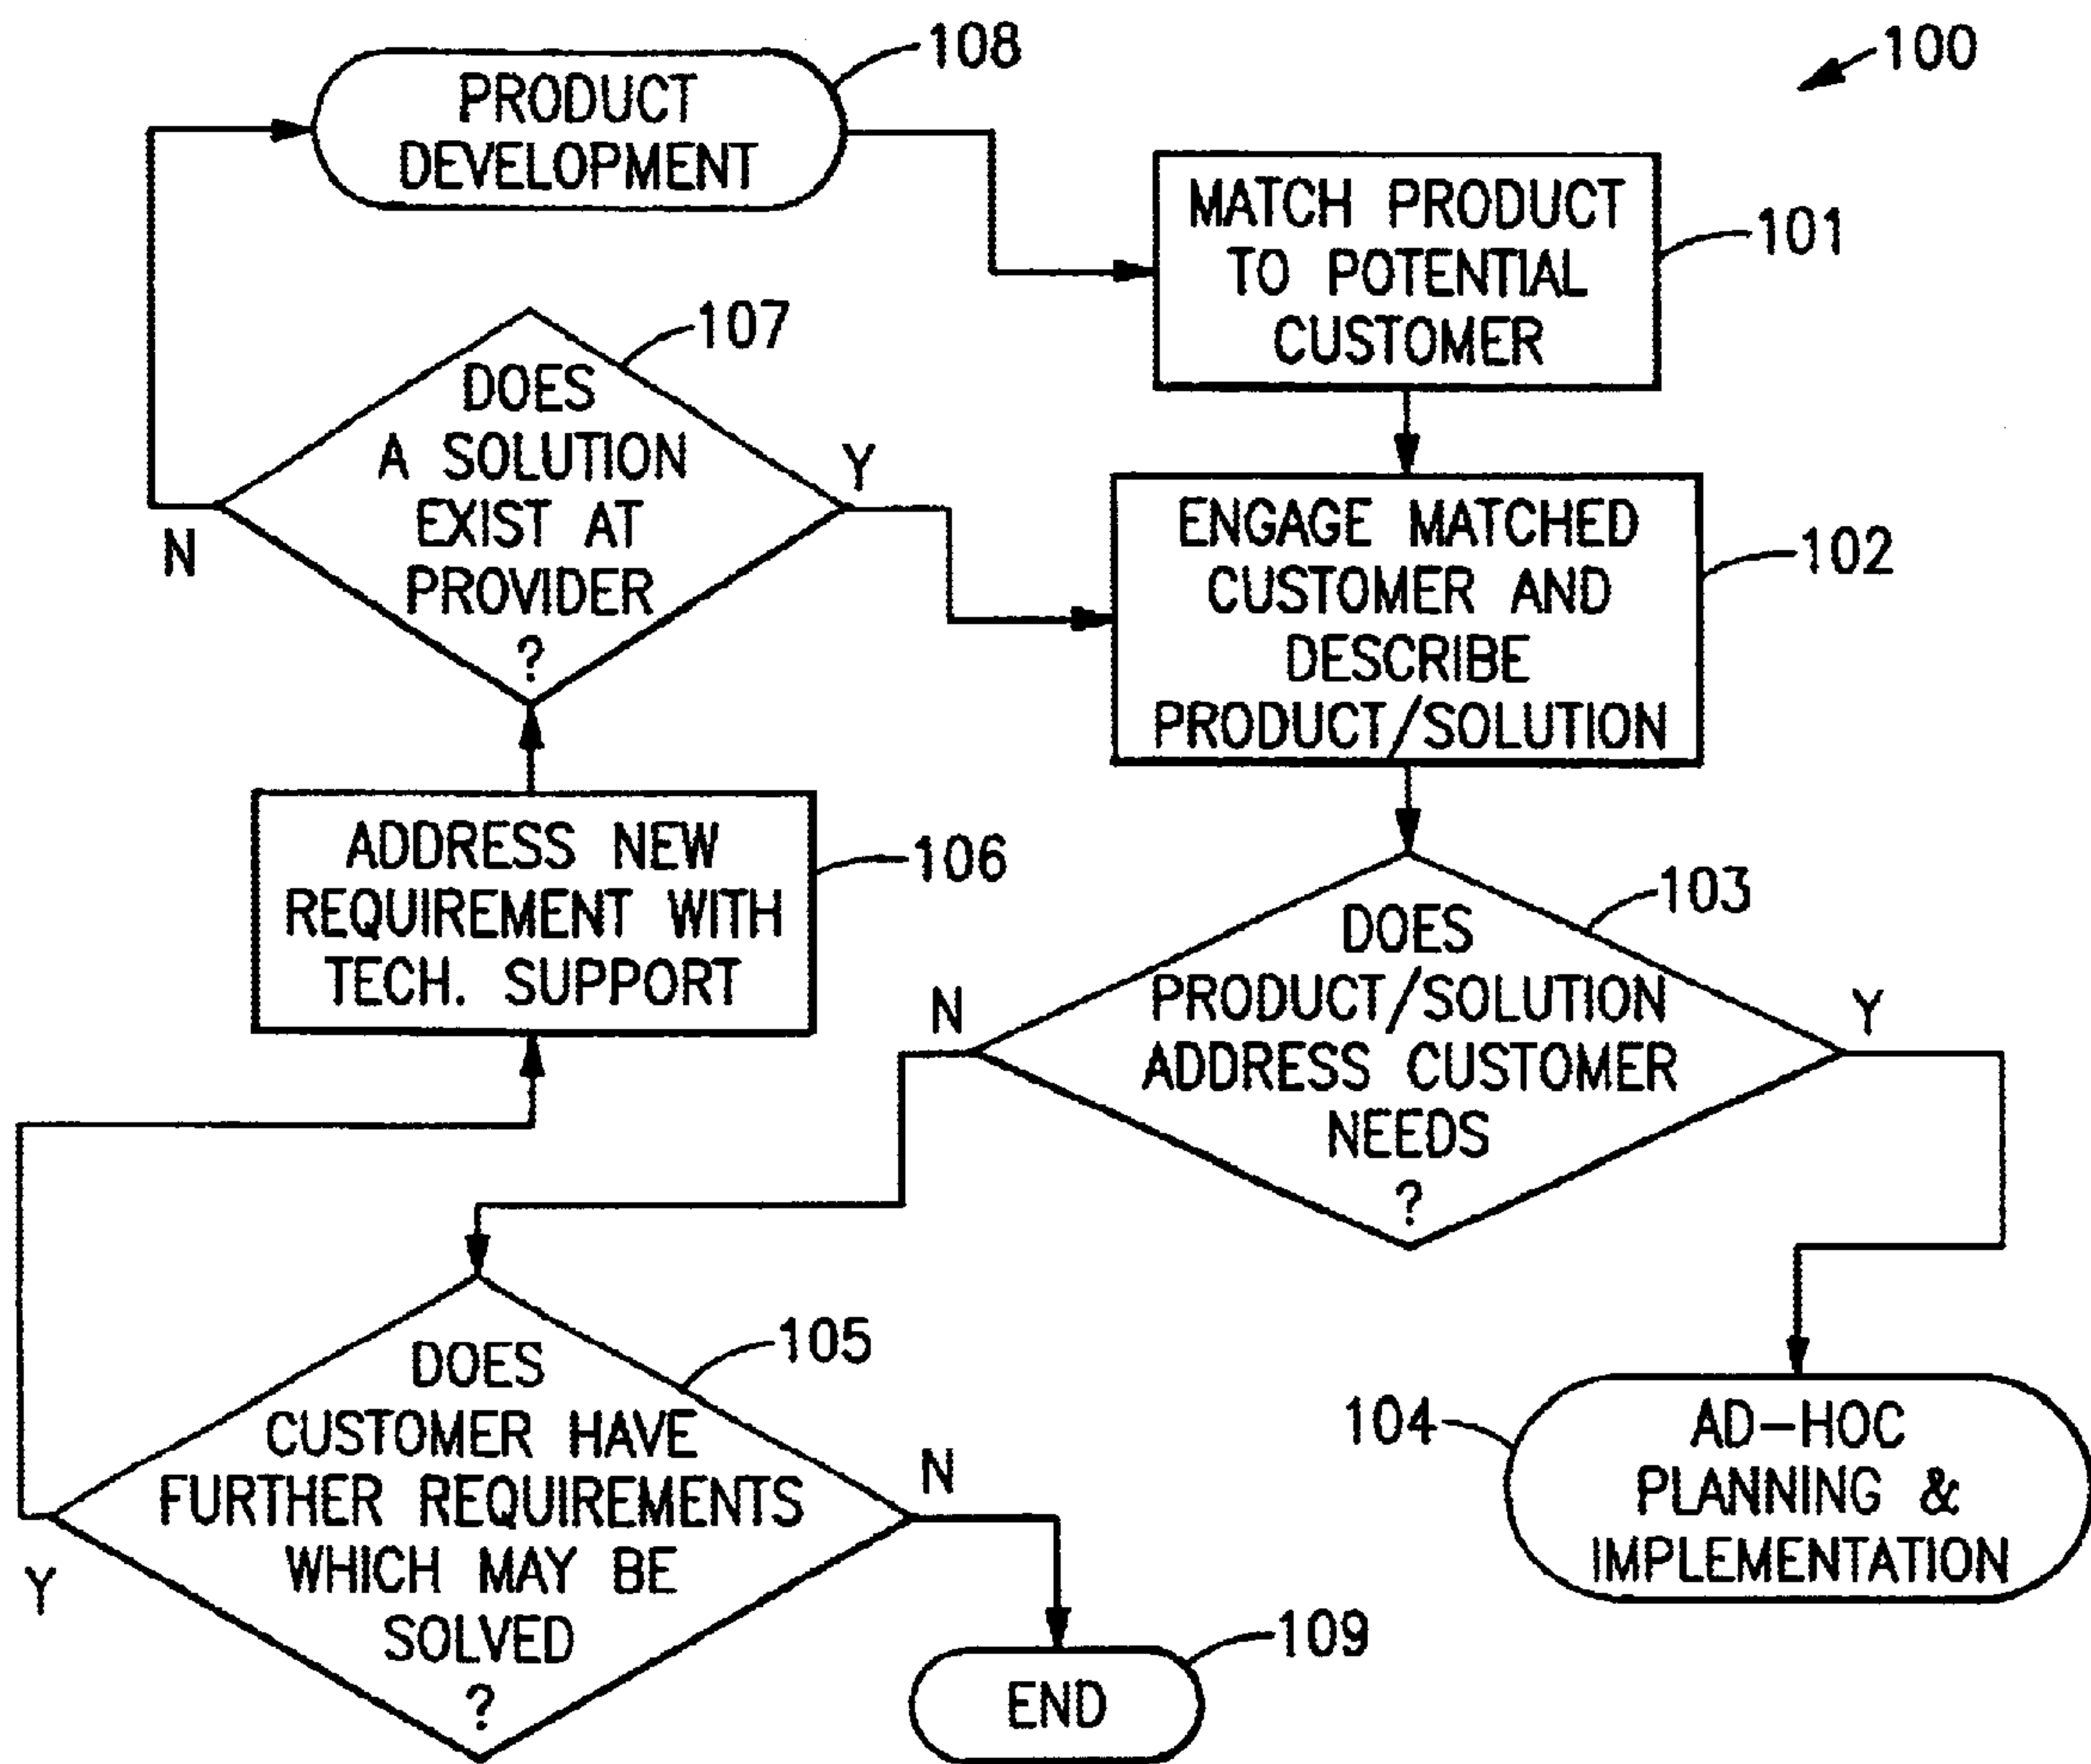 108
PRODUCT
DEVELOPMENT
100
MATCH PRODUCT
TO POTENTIAL
CUSTOMER
101
107
DOES
A SOLUTION
EXIST AT
PROVIDER
?
Y
N
ENGAGE MATCHED
CUSTOMER AND
DESCRIBE
PRODUCT/SOLUTION
102
ADDRESS NEW
REQUIREMENT WITH
TECH. SUPPORT
106
103
DOES
PRODUCT/SOLUTION
ADDRESS CUSTOMER
NEEDS
?
N
Y
105
DOES
CUSTOMER HAVE
FURTHER REQUIREMENTS
WHICH MAY BE
SOLVED
?
Y
N
104
AD-HOC
PLANNING &
IMPLEMENTATION
END
109